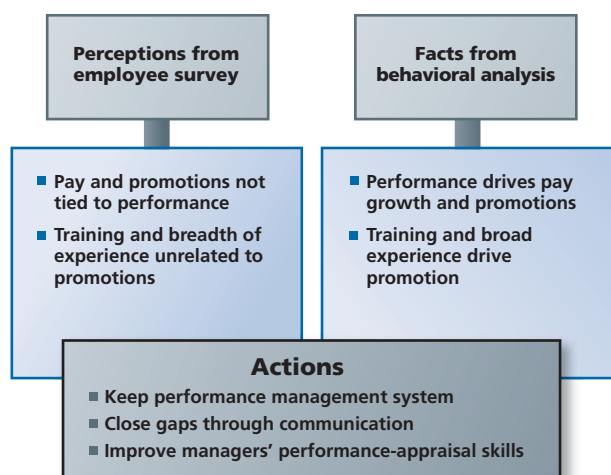 Perceptions from
employee survey
Facts from
behavioral analysis
■ Pay and promotions not
tied to performance
■ Training and breadth of
experience unrelated to
promotions
■ Performance drives pay
growth and promotions
■ Training and broad
experience drive
promotion
Actions
■ Keep performance management system
■ Close gaps through communication
■ Improve managers’ performance-appraisal skills